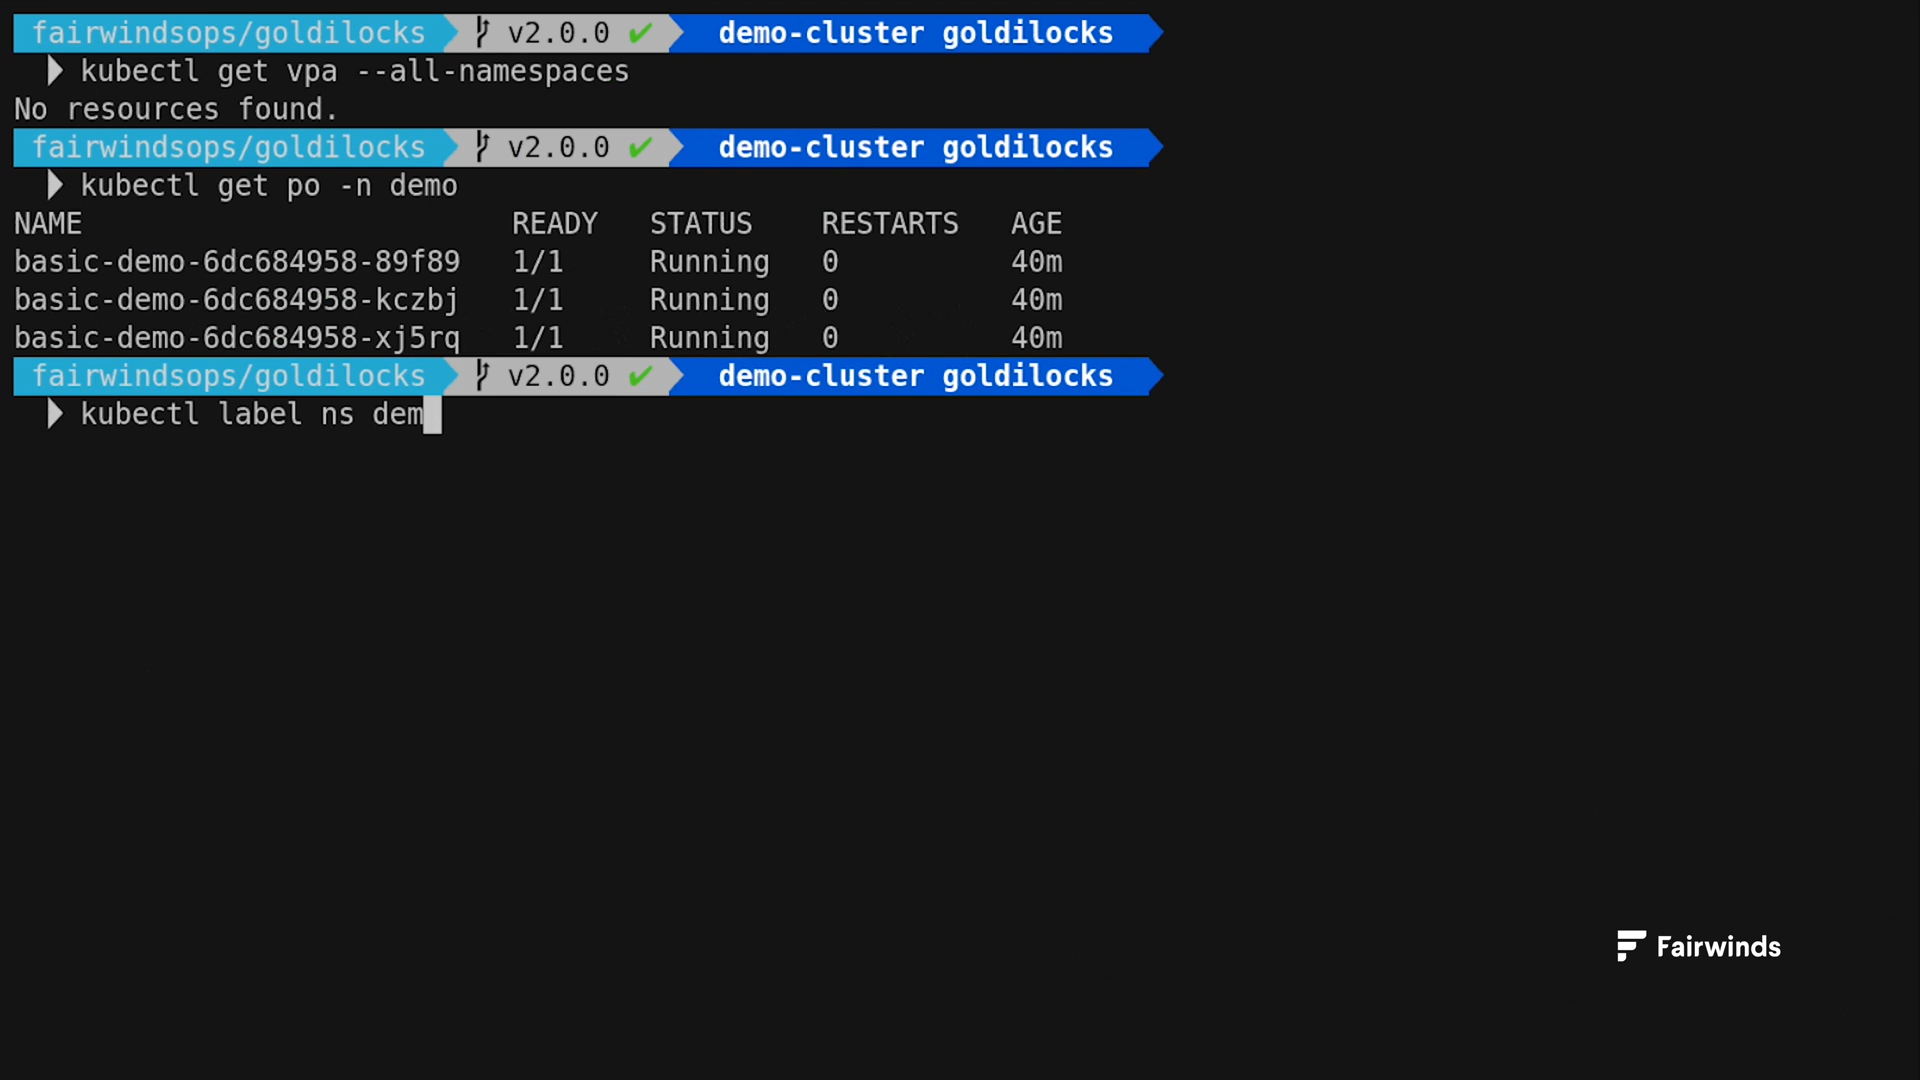 fairwindsops/goldilocks v2.0.0 ✔ demo-cluster goldilocks
kubectl get vpa --all-namespaces
No resources found.
fairwindsops/goldilocks v2.0.0 ✔ demo-cluster goldilocks
kubectl get po -n demo
NAME READY STATUS RESTARTS AGE
basic-demo-6dc684958-89f89 1/1 Running 0 40m
basic-demo-6dc684958-kczbj 1/1 Running 0 40m
basic-demo-6dc684958-xj5rq 1/1 Running 0 40m
fairwindsops/goldilocks v2.0.0 ✔ demo-cluster goldilocks
kubectl label ns dem
Fairwinds